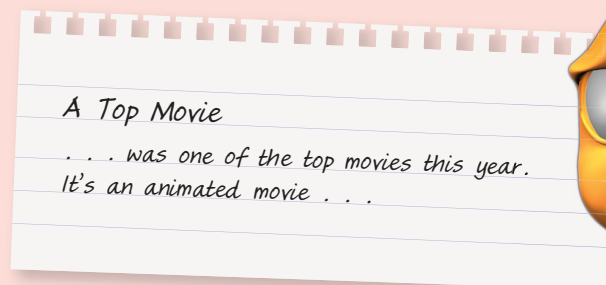 A Top Movie
. . . was one of the top movies this year.
It's an animated movie . . .